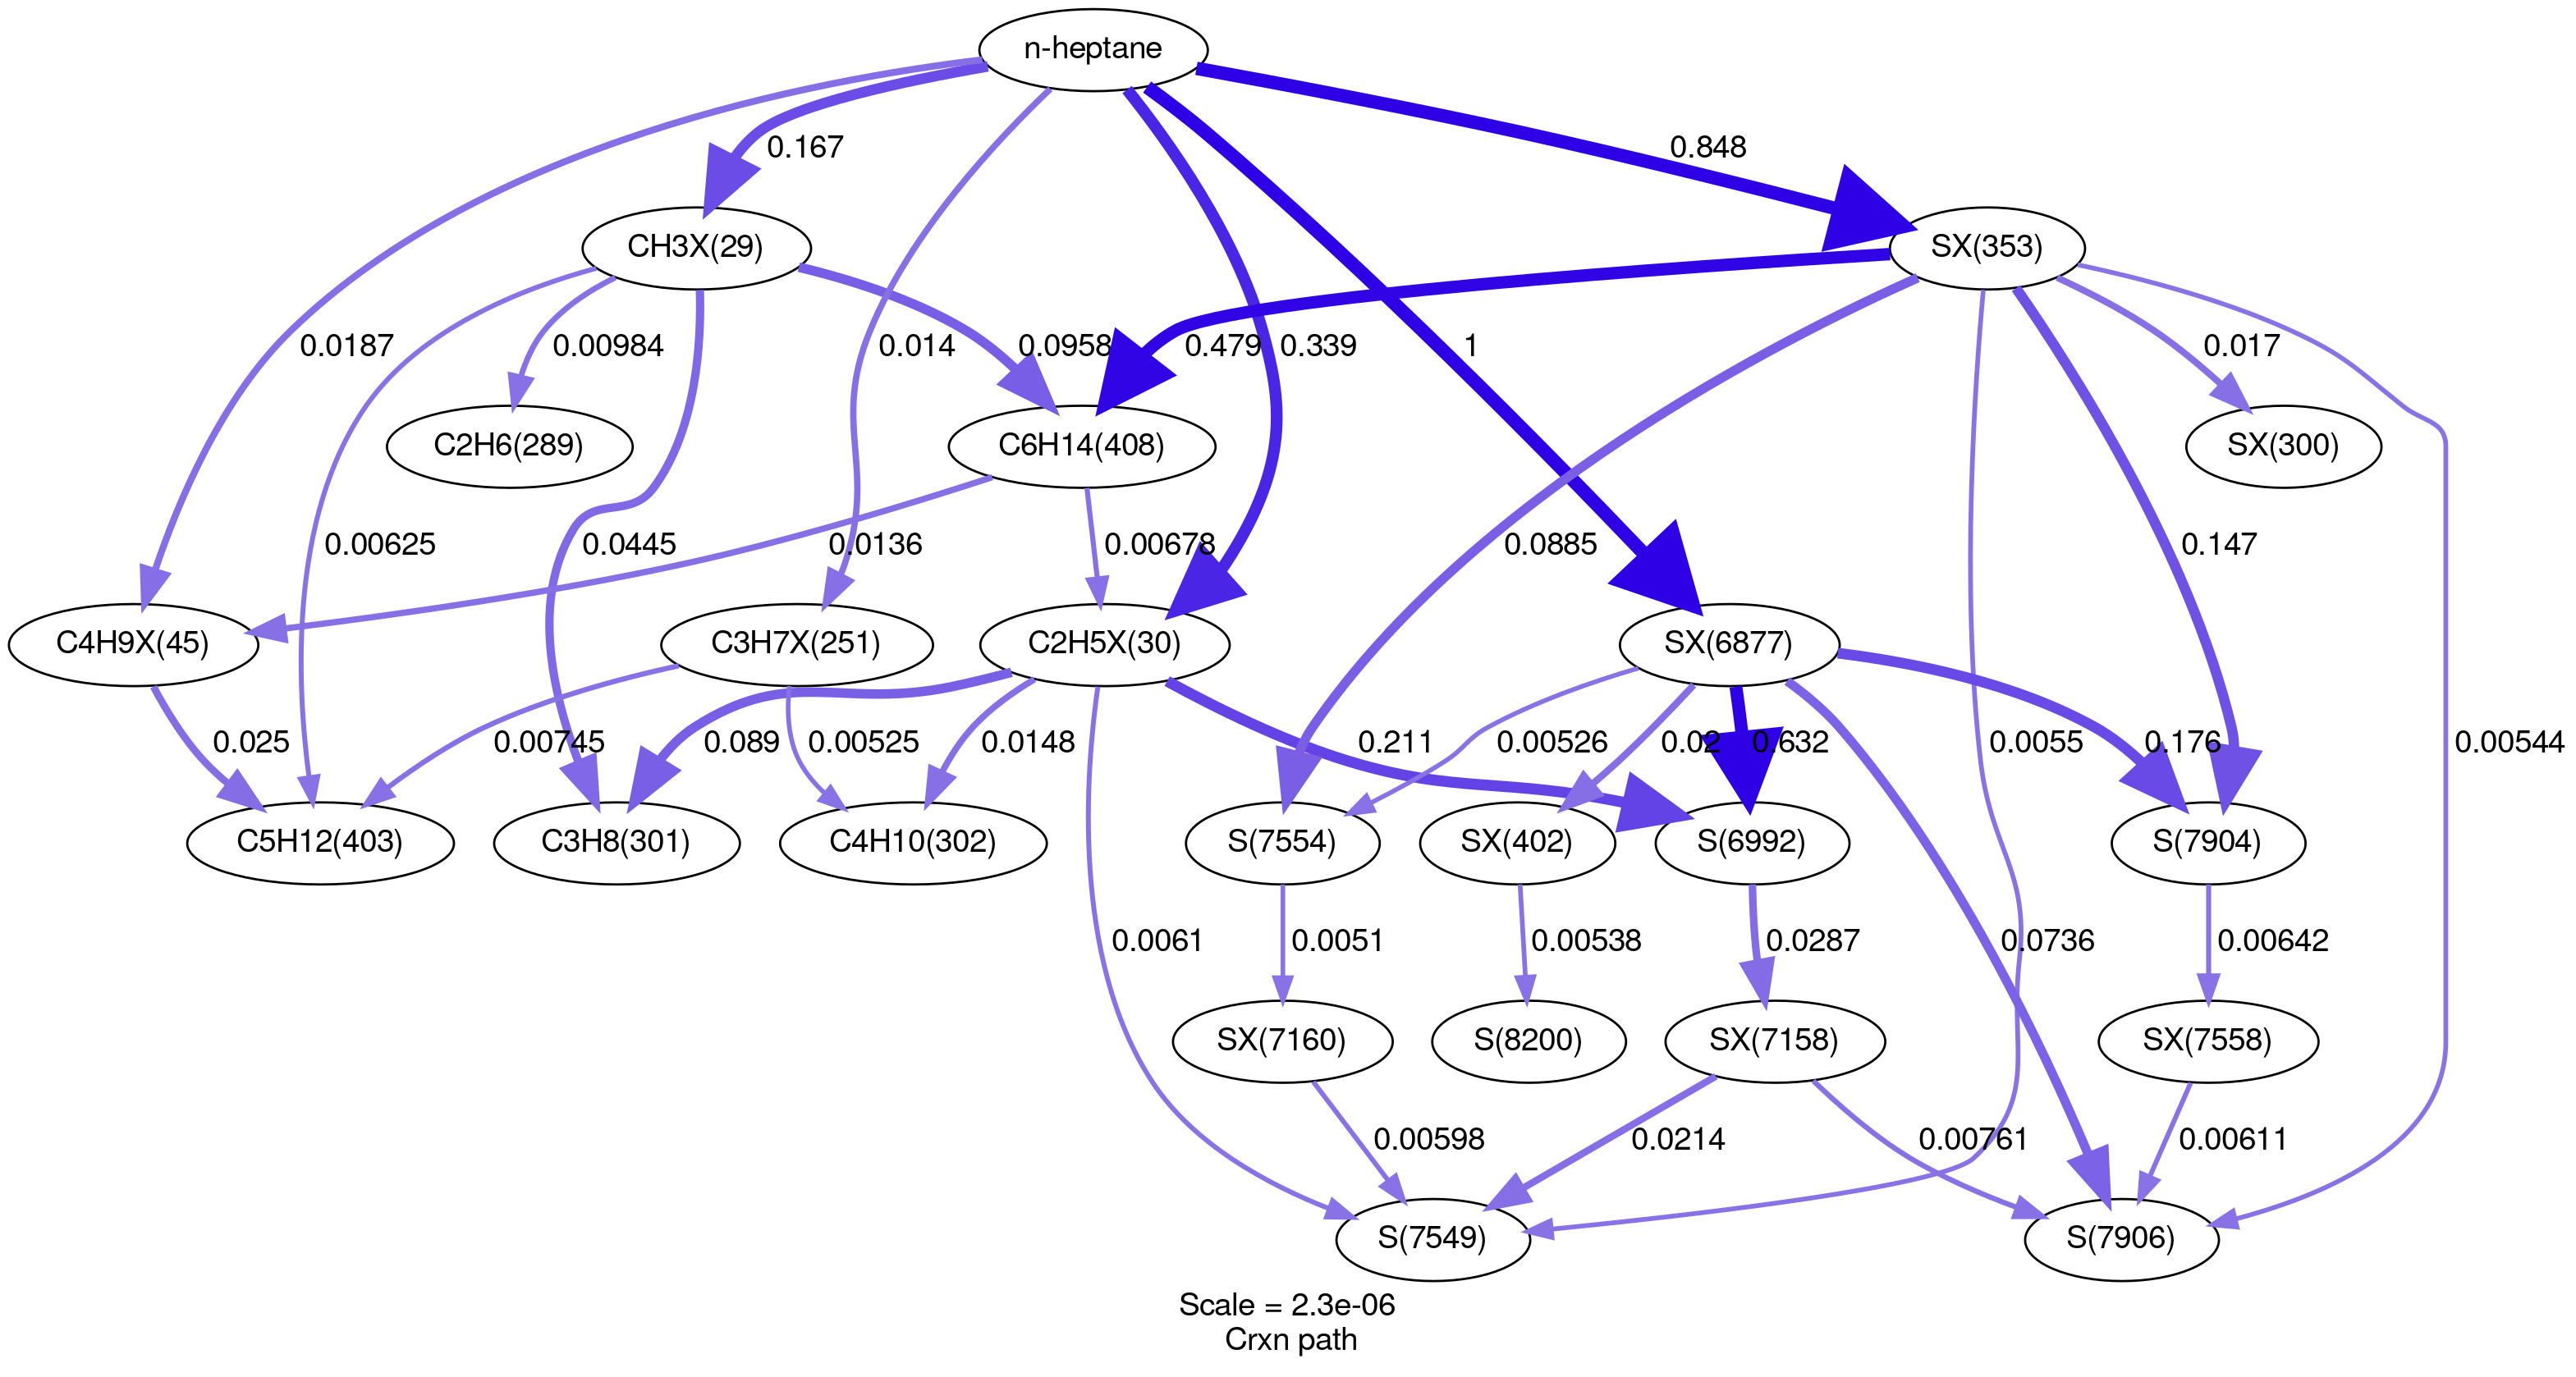 n-heptane
0.167
0.848
CH3X(29)
SX(353)
0.0187
0.00984
0.014
0.0958
0.479
0.339
1
0.017
C2H6(289)
C6H14(408)
SX(300)
0.00625
0.0445
0.0136
0.00678
0.0885
0.147
C4H9X(45)
C3H7X(251)
C2H5X(30)
SX(6877)
0.025
0.00745
0.089
0.00525
0.0148
0.211
0.00526
0.02
0.632
0.0055
0.176
0.00544
C5H12(403)
C3H8(301)
C4H10(302)
S(7554)
SX(402)
S(6992)
S(7904)
0.0061
0.0051
0.00538
0.0287
0.0736
0.00642
SX(7160)
S(8200)
SX(7158)
SX(7558)
0.00598
0.0214
0.00761
0.00611
S(7549)
S(7906)
Scale = 2.3e-06
Crxn path